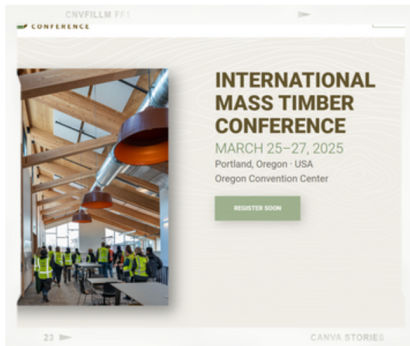 CONFERENCE
INTERNATIONAL
MASS TIMBER
CONFERENCE
MARCH 25–27, 2025
Portland, Oregon · USA
Oregon Convention Center
REGISTER SOON
23
CANVA STORIES